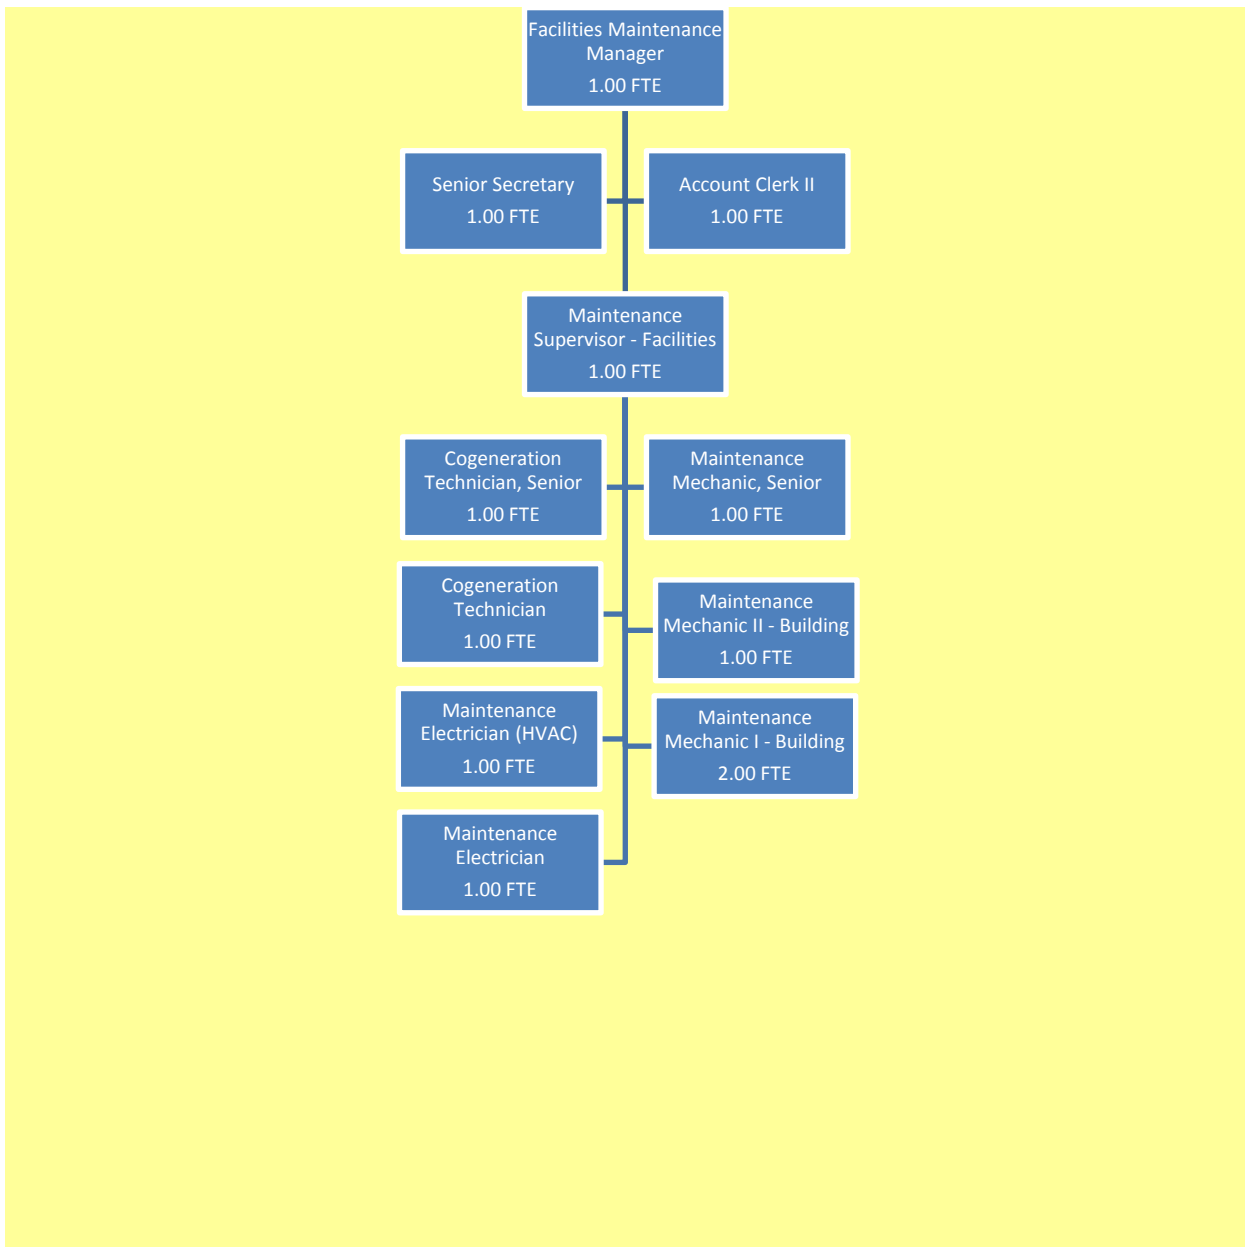 Facilities Maintenance
Manager
1.00 FTE
Senior Secretary
1.00 FTE
Account Clerk II
1.00 FTE
Maintenance
Supervisor - Facilities
1.00 FTE
Cogeneration
Technician, Senior
1.00 FTE
Maintenance
Mechanic, Senior
1.00 FTE
Cogeneration
Technician
1.00 FTE
Maintenance
Mechanic II - Building
1.00 FTE
Maintenance
Electrician (HVAC)
1.00 FTE
Maintenance
Mechanic I - Building
2.00 FTE
Maintenance
Electrician
1.00 FTE